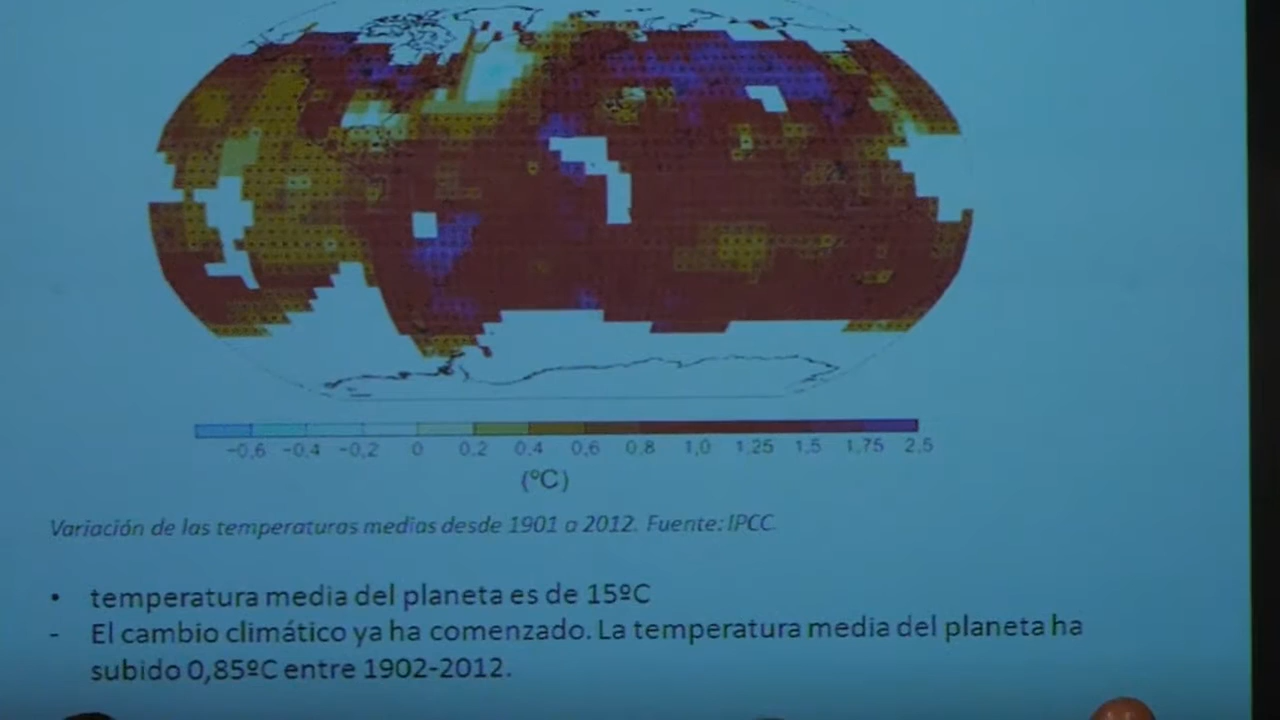 -0,6 -0,4 -0,2 0 0,2 0,4 0,6 0,8 1,0 1,25 1,5 1,75 2,5
(ºC)
Variación de las temperaturas medias desde 1901 a 2012. Fuente: IPCC.
• temperatura media del planeta es de 15ºC
- El cambio climático ya ha comenzado. La temperatura media del planeta ha
subido 0,85ºC entre 1902-2012.